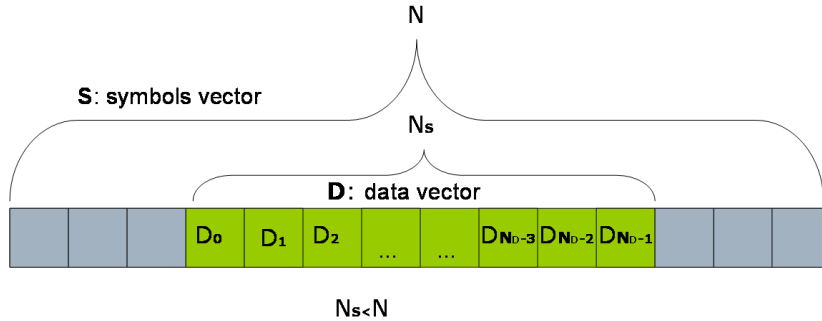 N
S: symbols vector
Ns
D: data vector
D0 D1 D2 ... ... DND-3 DND-2 DND-1
Ns<N